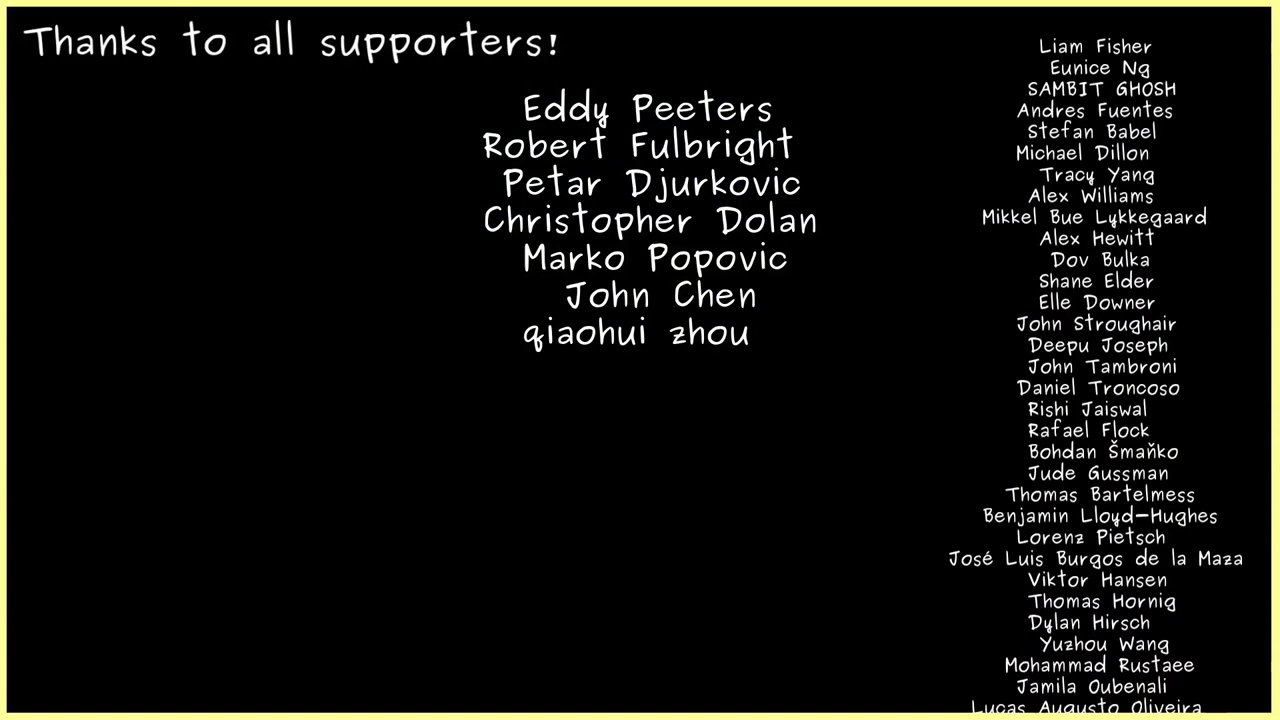 Thanks to all supporters!
Eddy Peeters
Robert Fulbright
Petar Djurkovic
Christopher Dolan
Marko Popovic
John Chen
qiaohui zhou
Liam Fisher
Eunice Ng
SAMBIT GHOSH
Andres Fuentes
Stefan Babel
Michael Dillon
Tracy Yang
Alex Williams
Mikkel Bue Lykkegaard
Alex Hewitt
Dov Bulka
Shane Elder
Elle Downer
John Stroughair
Deepu Joseph
John Tambroni
Daniel Troncoso
Rishi Jaiswal
Rafael Flock
Bohdan Šmaňko
Jude Gussman
Thomas Bartelmess
Benjamin Lloyd-Hughes
Lorenz Pietsch
José Luis Burgos de la Maza
Viktor Hansen
Thomas Hornig
Dylan Hirsch
Yuzhou Wang
Mohammad Rustaee
Jamila Oubenali
Lucas Augusto Oliveira